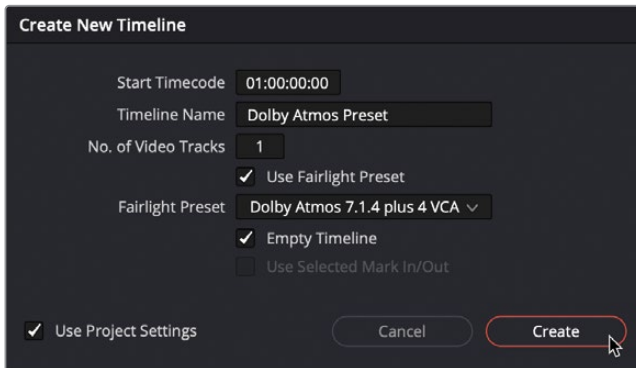 Create New Timeline
Start Timecode 01:00:00:00
Timeline Name Dolby Atmos Preset
No. of Video Tracks 1
Use Fairlight Preset
Fairlight Preset Dolby Atmos 7.1.4 plus 4 VCA
Empty Timeline
Use Selected Mark In/Out
Use Project Settings Cancel Create